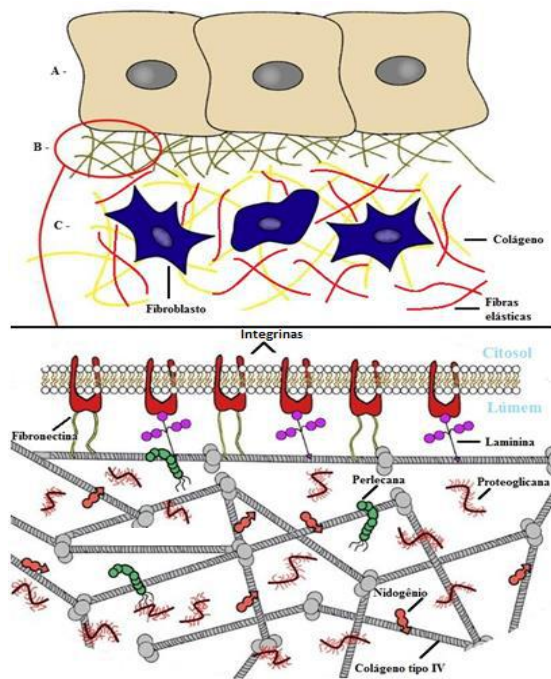 A -
B -
C -
Colágeno
Fibroblasto
Fibras
elásticas
Integrinas
Citosol
Lúmem
Fibronectina
Laminina
Perlecana
Proteoglicana
Nidogênio
Colágeno tipo IV